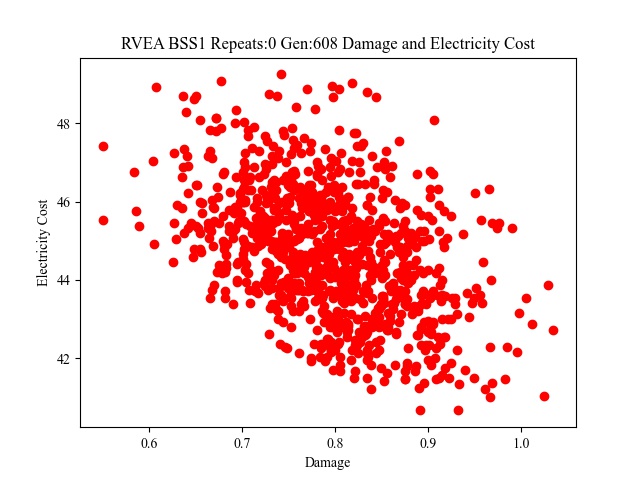 RVEA BSS1 Repeats:0 Gen:608 Damage and Electricity Cost
48
46
44
42
Electricity Cost
0.6 0.7 0.8 0.9 1.0
Damage